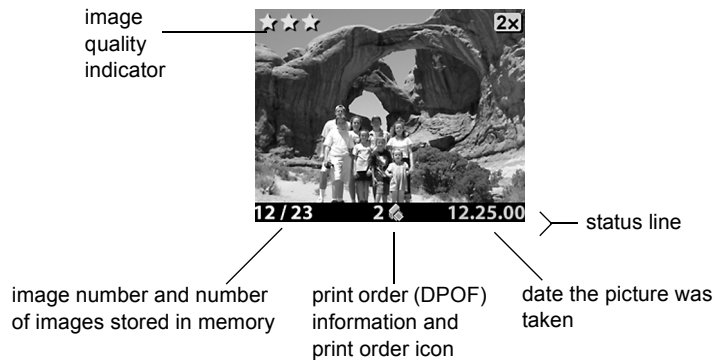 image
quality
indicator
2x
12 / 23
2
12.25.00
status line
image number and number
of images stored in memory
print order (DPOF)
information and
print order icon
date the picture was
taken